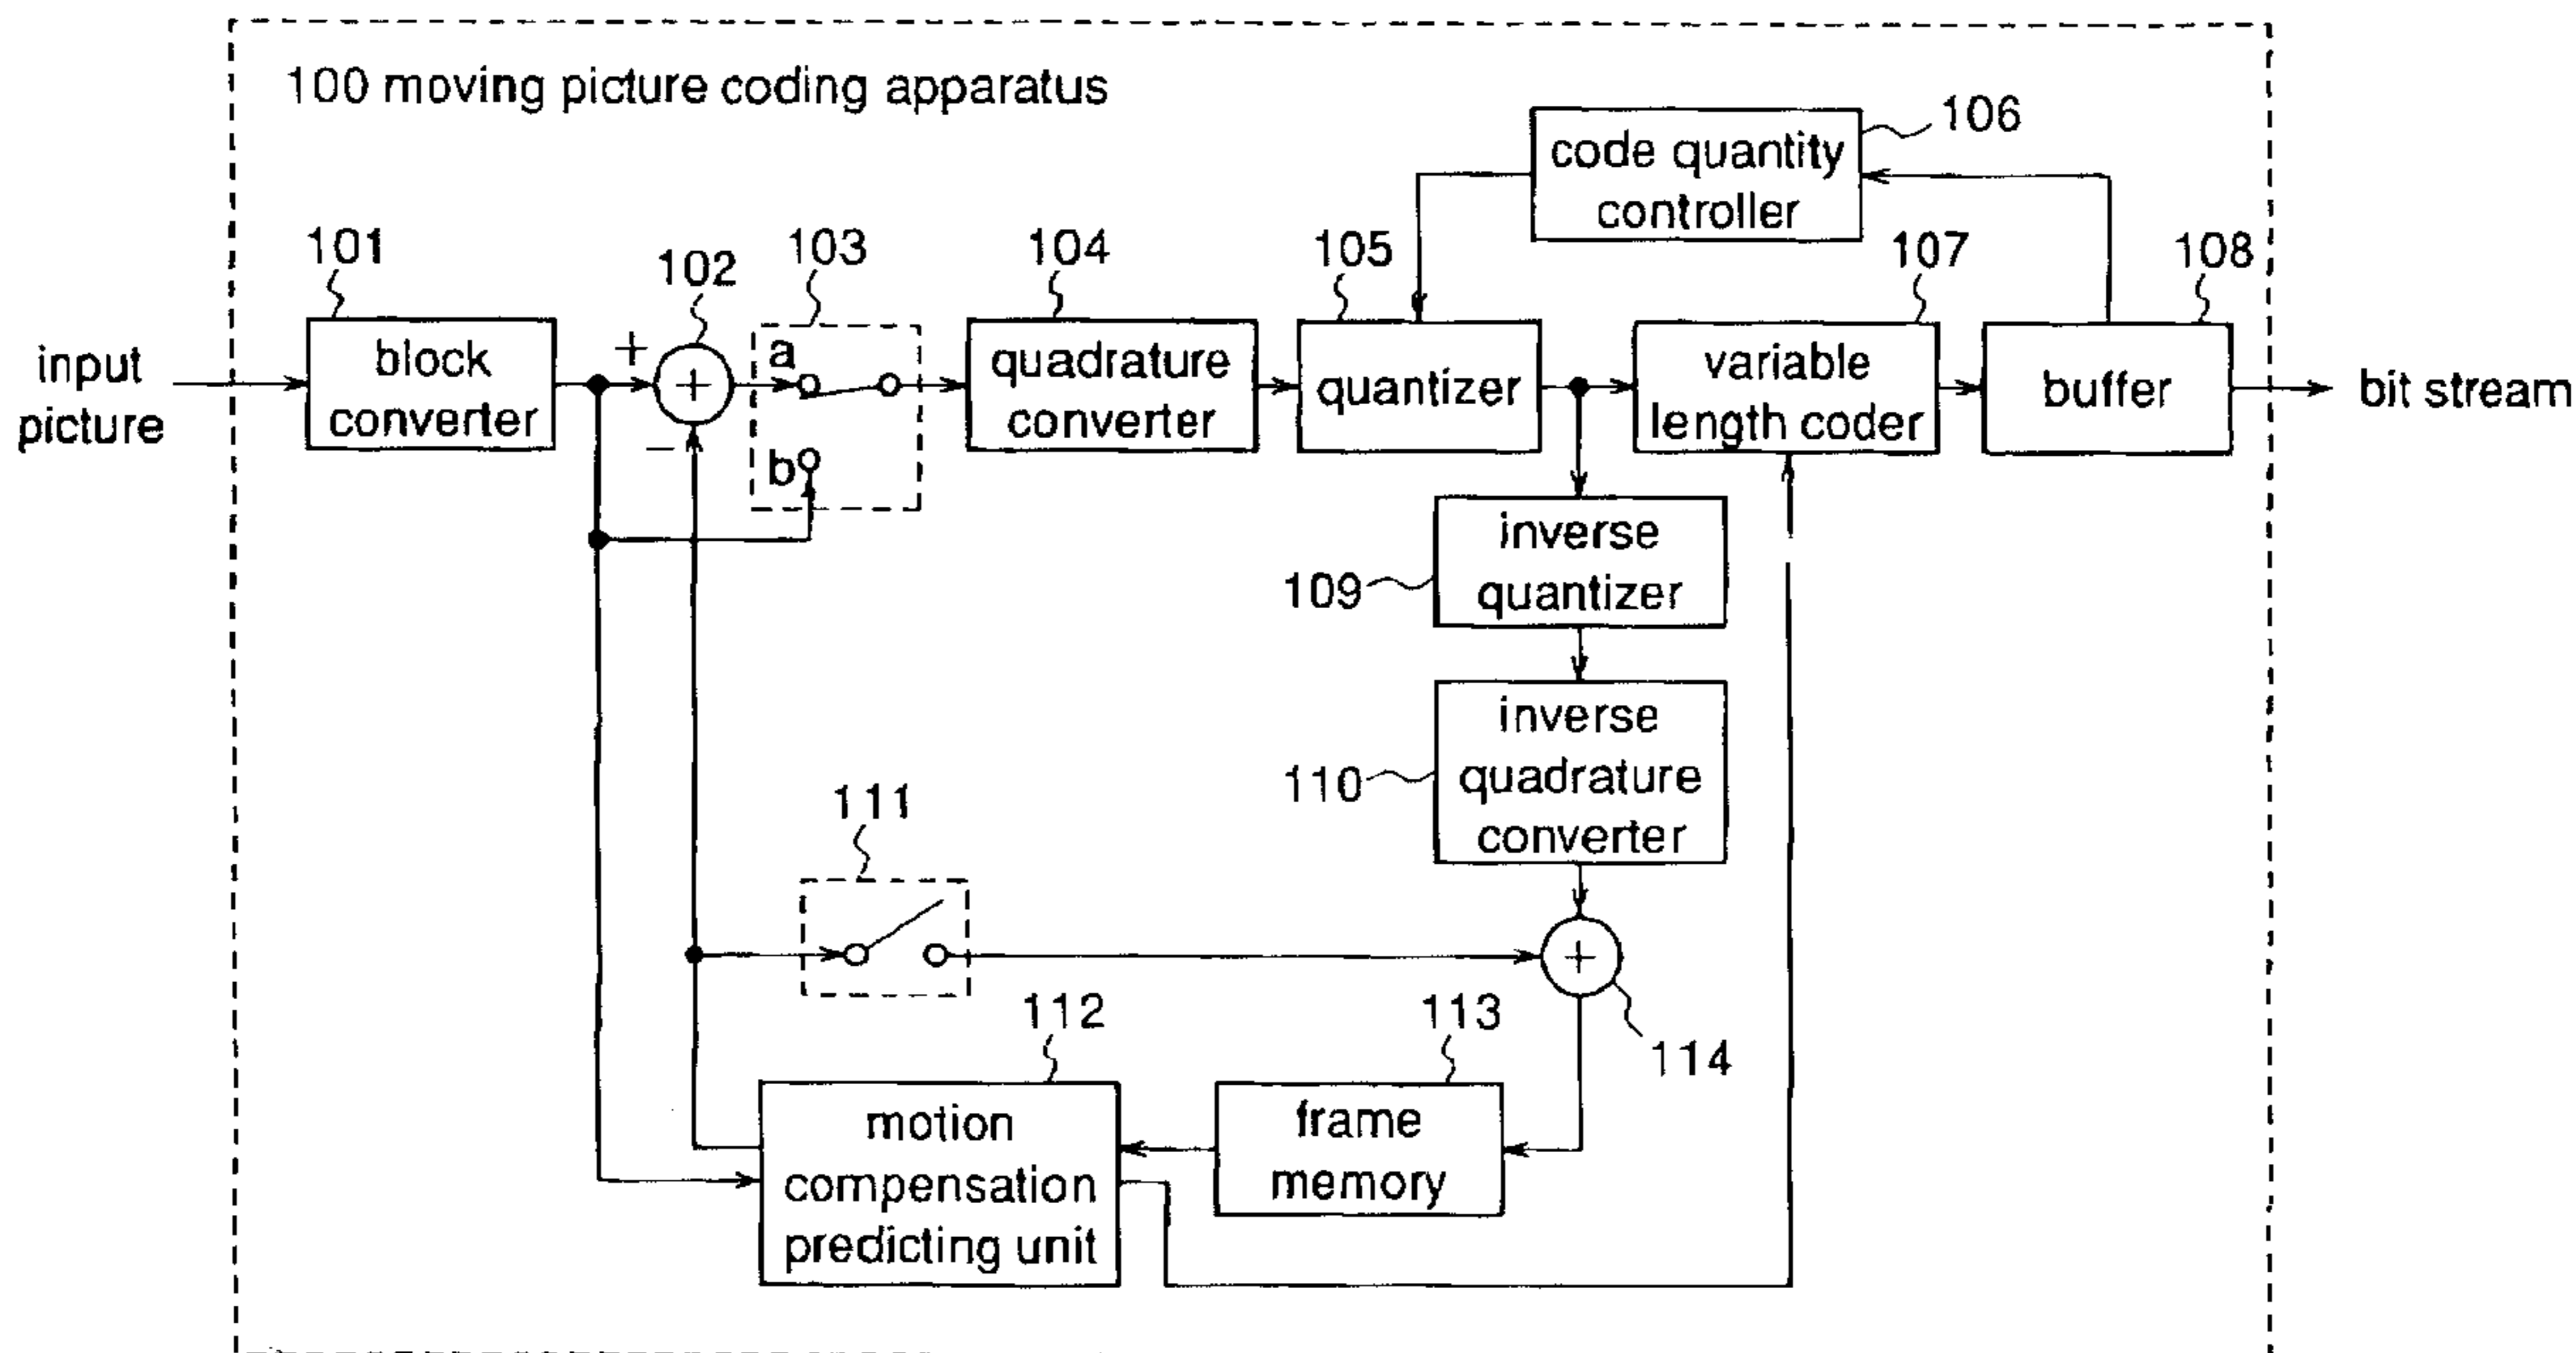 100 moving picture coding apparatus
106
code quantity
controller
101
102
103
104
105
107
108
input
picture
block
converter
+
+
−
a
b
quadrature
converter
quantizer
variable
length coder
buffer
bit stream
109
inverse
quantizer
110
inverse
quadrature
converter
111
+
114
112
motion
compensation
predicting unit
113
frame
memory